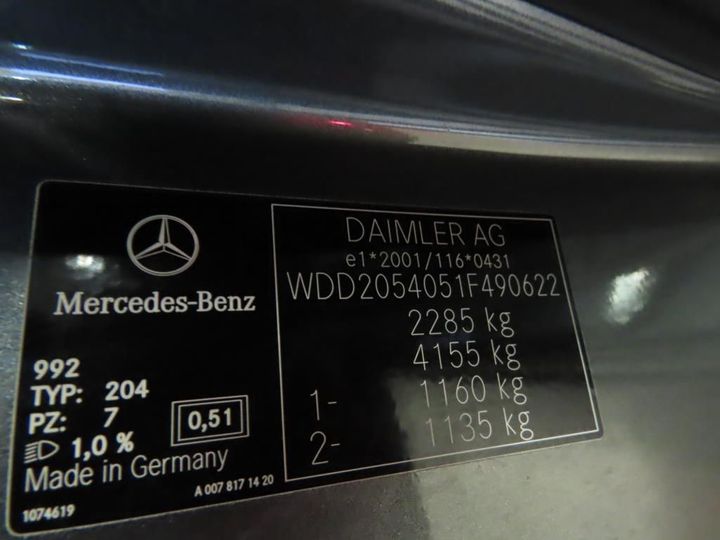 Mercedes-Benz
992
TYP: 204
PZ: 7
0,51
1,0 %
Made in Germany
A 007 817 14 20
1074619
DAIMLER AG
e1*2001/116*0431
WDD2054051F490622
2285 kg
4155 kg
1- 1160 kg
2- 1135 kg